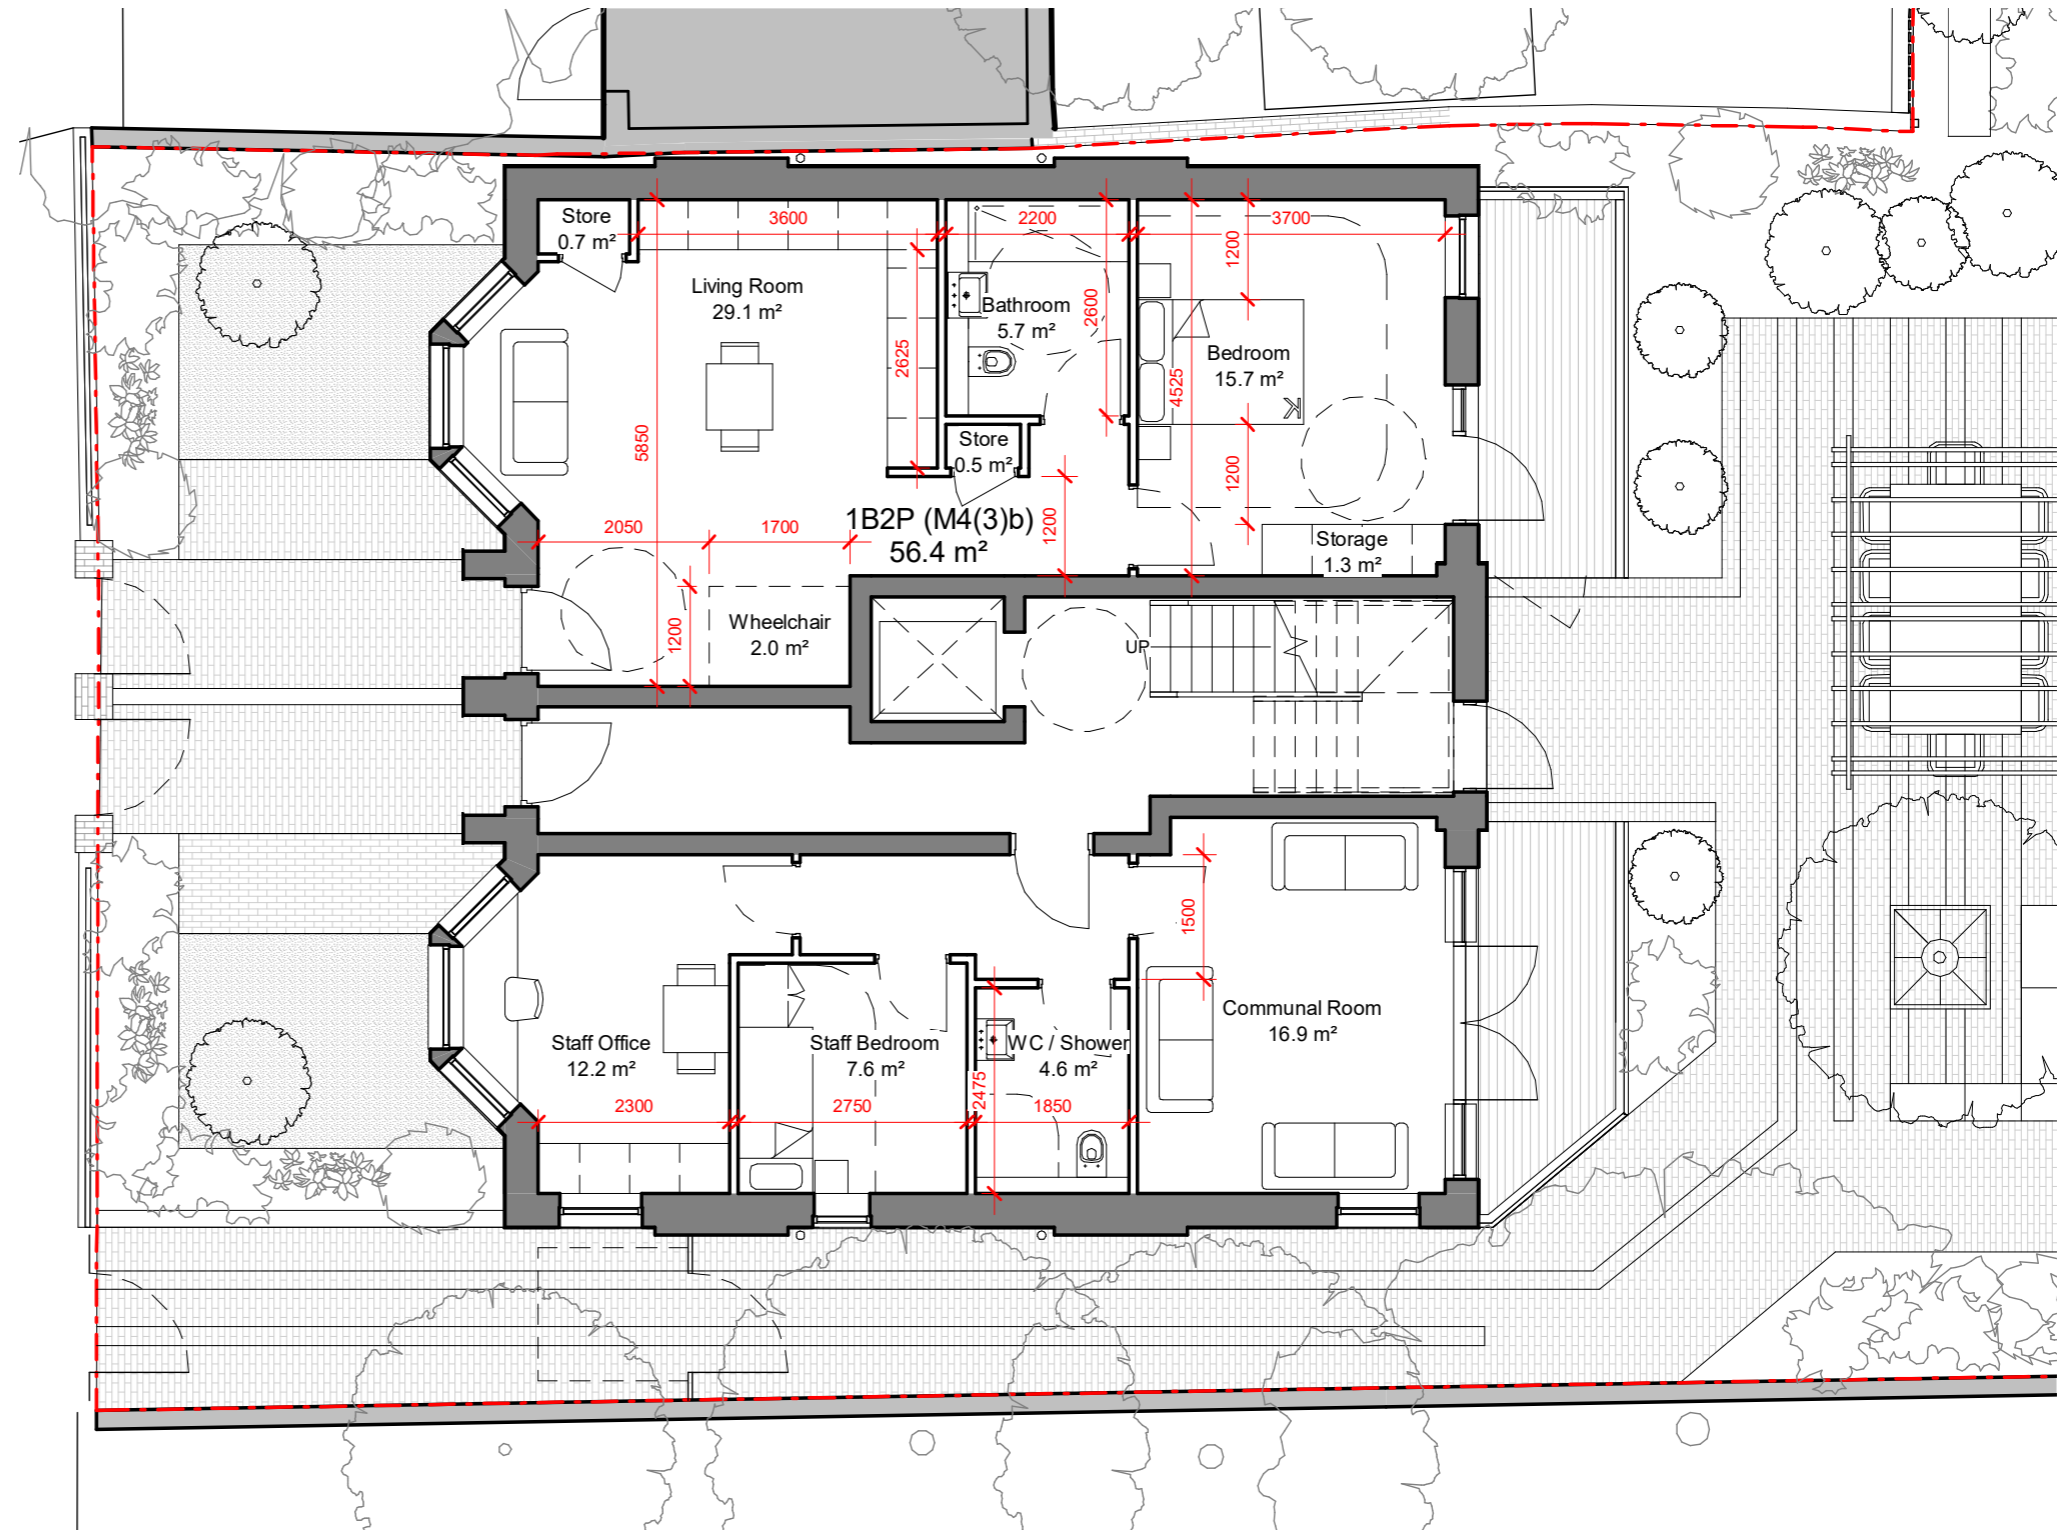 Store
0.7 m²
3600
2200
3700
1200
Living Room
29.1 m²
Bathroom
5.7 m²
2600
2625
Bedroom
15.7 m²
4525
5850
Store
0.5 m²
1200
1B2P (M4(3)b)
56.4 m²
2050
1700
1200
Storage
1.3 m²
Wheelchair
2.0 m²
1200
UP
1500
Communal Room
16.9 m²
Staff Office
12.2 m²
Staff Bedroom
7.6 m²
WC / Shower
4.6 m²
2475
2300
2750
1850